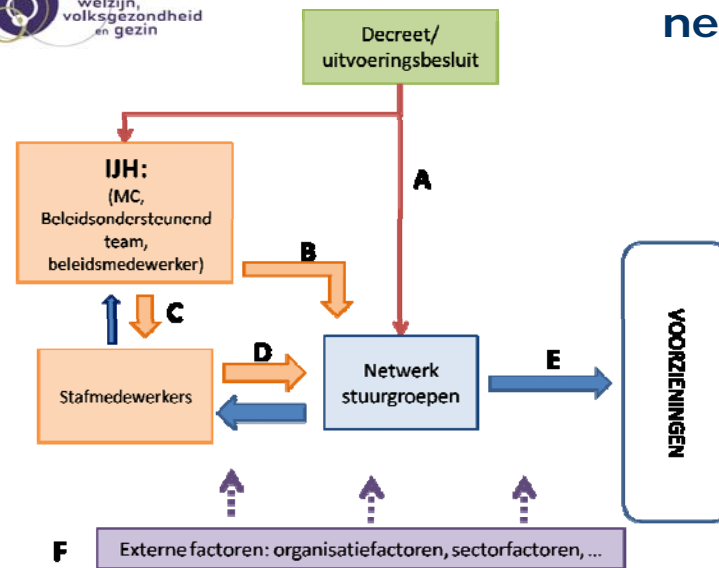 welzijn,
volksgezondheid
en gezin
ne
Decreet/
uitvoeringsbesluit
IJH:
(MC,
Beleidsondersteunend
team,
beleidsmedewerker)
A
B
C
D
Stafmedewerkers
Netwerk
stuurgroepen
E
VOORZIENINGEN
F
Externe factoren: organisatiefactoren, sectorfactoren, ...